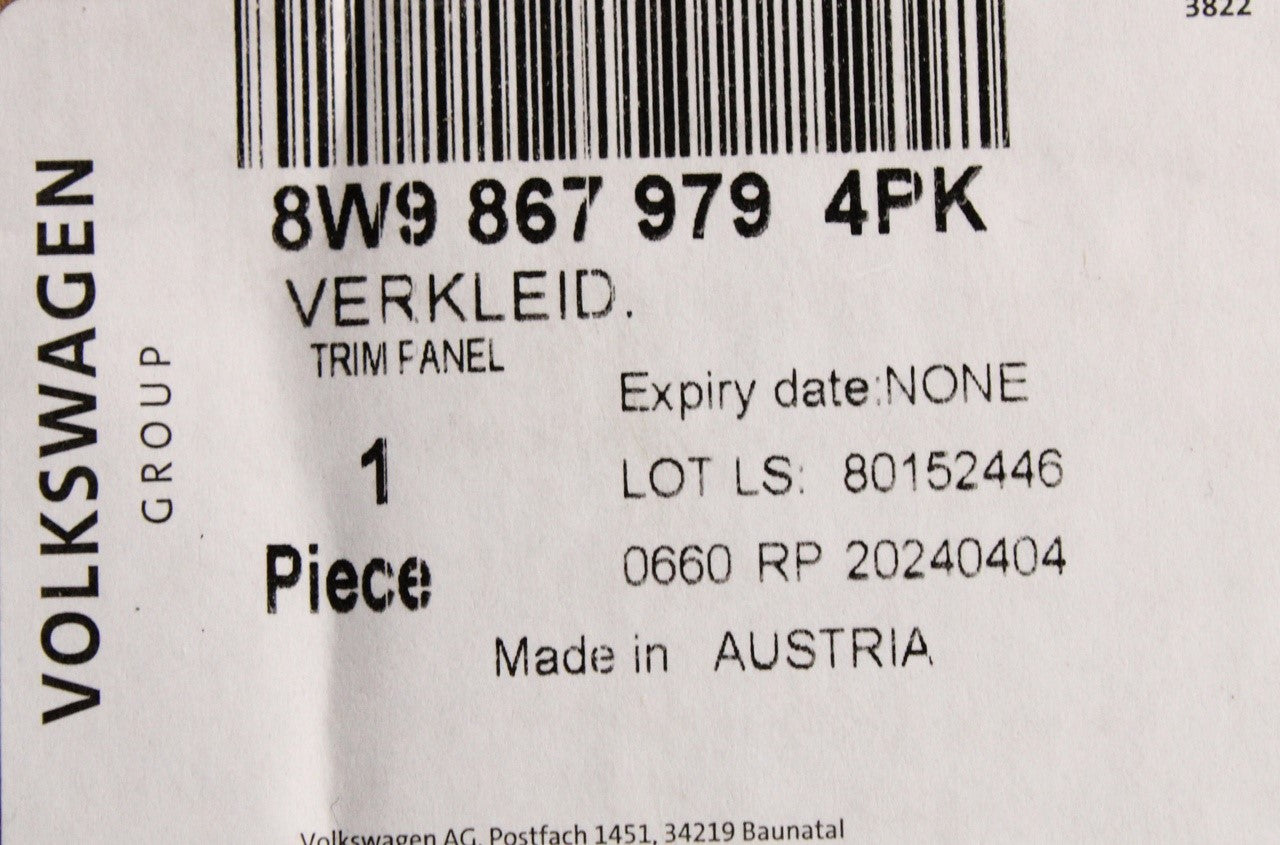 3822
VOLKSWAGEN
GROUP
8W9 867 979 4PK
VERKLEID.
TRIM PANEL
Expiry date:NONE
1
LOT LS: 80152446
Piece
0660 RP 20240404
Made in AUSTRIA
Volkswagen AG, Postfach 1451, 34219 Baunatal